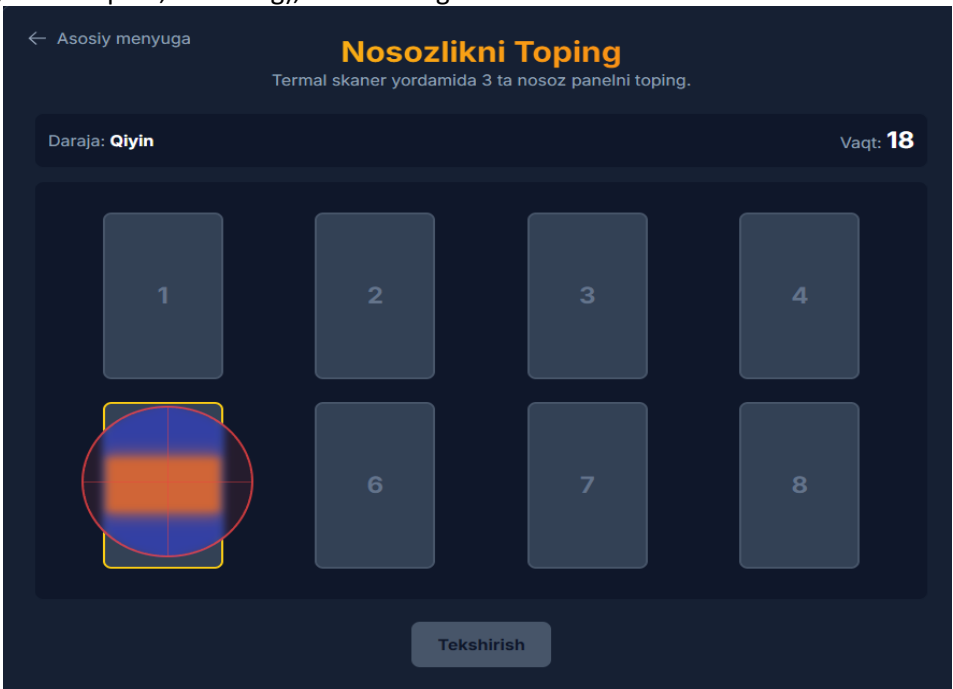 ← Asosiy menyuga
Nosozlikni Toping
Termal skaner yordamida 3 ta nosoz panelni toping.
Daraja: Qiyin
Vaqt: 18
1
2
3
4
6
7
8
Tekshirish